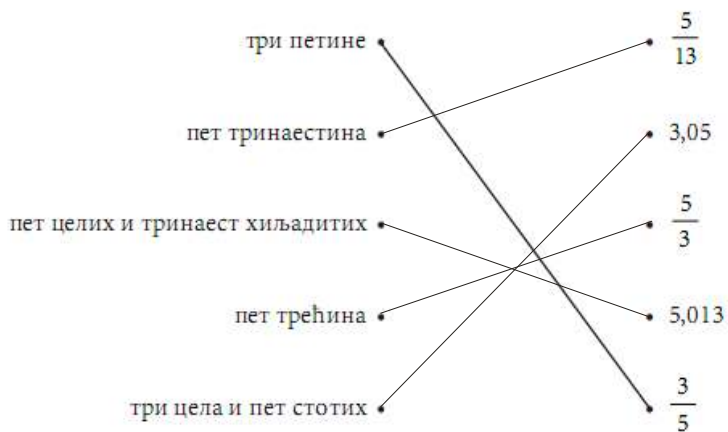 три петине 5/13
пет тринаестина 3,05
пет целих и тринаест хиљадитих 5/3
пет трећина 5,013
три цела и пет стотих 3/5